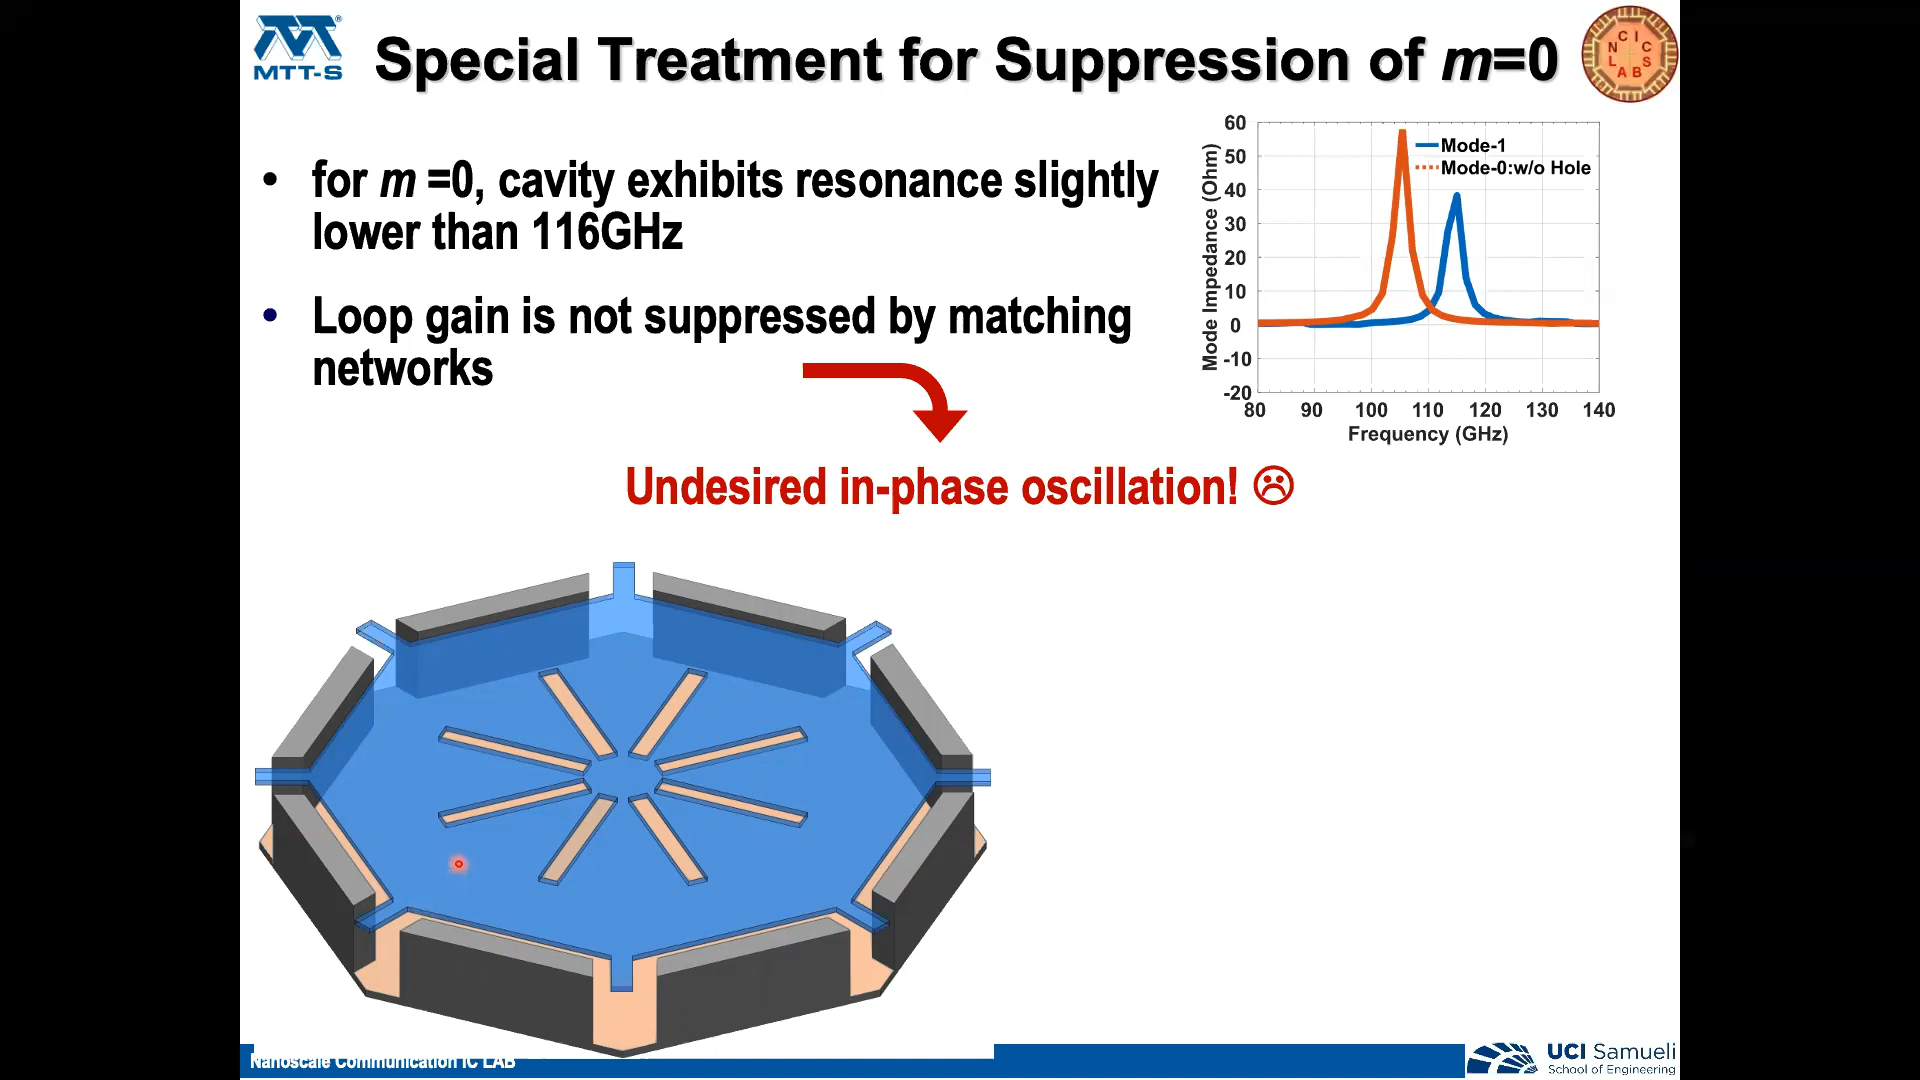 MTT-S
Special Treatment for Suppression of m=0
NCIC LABS
• for m =0, cavity exhibits resonance slightly
lower than 116GHz
• Loop gain is not suppressed by matching
networks
Undesired in-phase oscillation! ☹
Mode Impedance (Ohm)
60
50
40
30
20
10
0
-10
-20
Mode-1
Mode-0:w/o Hole
80 90 100 110 120 130 140
Frequency (GHz)
Nanoscale Communication IC LAB
UCI Samueli
School of Engineering